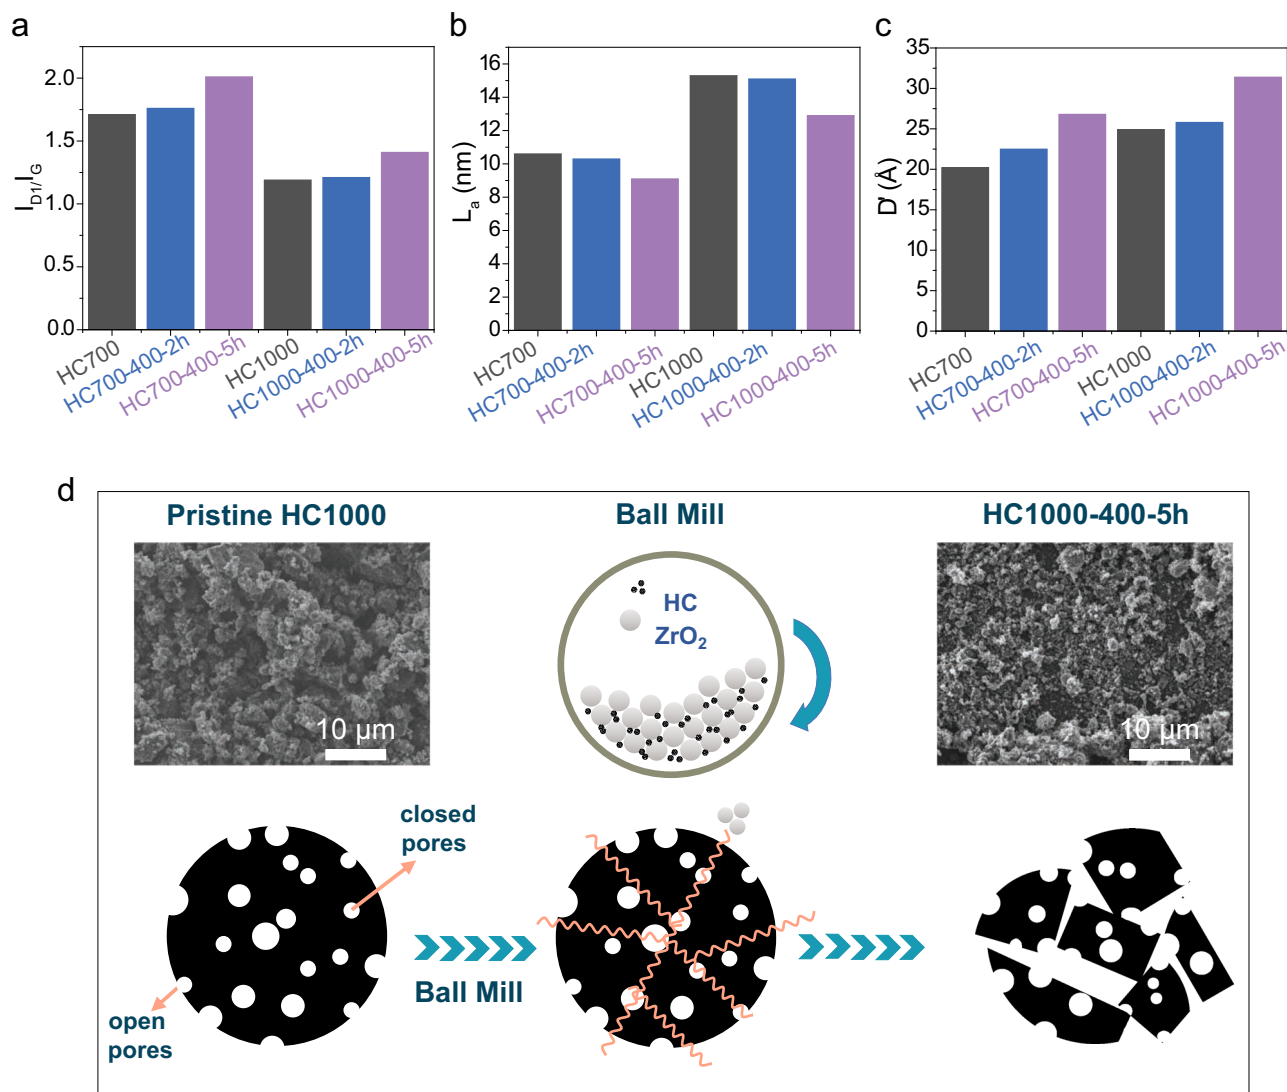 a
2.0
1.5
1.0
0.5
0.0
I_D1/I_G
HC700
HC700-400-2h
HC700-400-5h
HC1000
HC1000-400-2h
HC1000-400-5h
b
16
14
12
10
8
6
4
2
0
L_a (nm)
HC700
HC700-400-2h
HC700-400-5h
HC1000
HC1000-400-2h
HC1000-400-5h
c
35
30
25
20
15
10
5
0
D' (Å)
HC700
HC700-400-2h
HC700-400-5h
HC1000
HC1000-400-2h
HC1000-400-5h
d
Pristine HC1000
Ball Mill
HC1000-400-5h
HC
ZrO₂
10 μm
10 μm
closed
pores
Ball Mill
open
pores